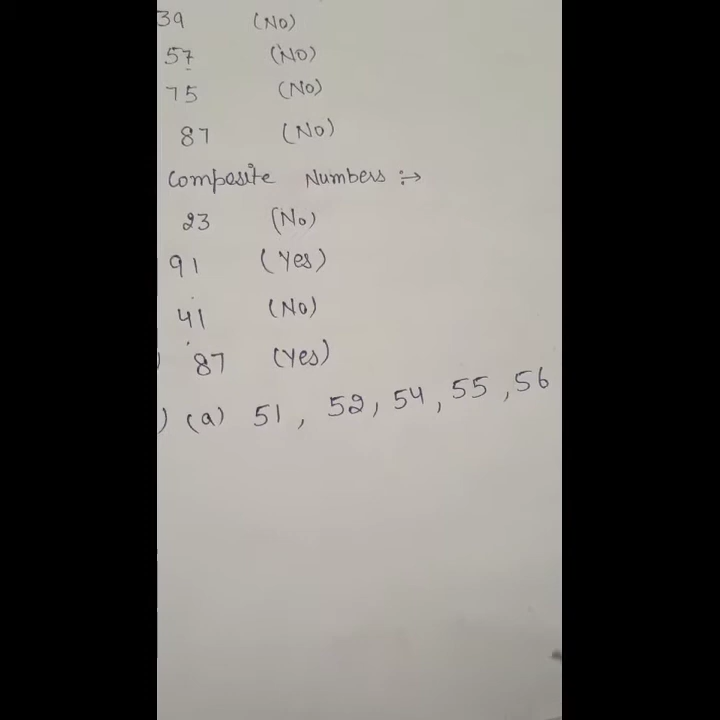 39 (No)
57 (NO)
75 (No)
87 (No)
Composite Numbers :→
23 (No)
91 (Yes)
41 (No)
) 87 (Yes)
) (a) 51, 52, 54, 55, 56